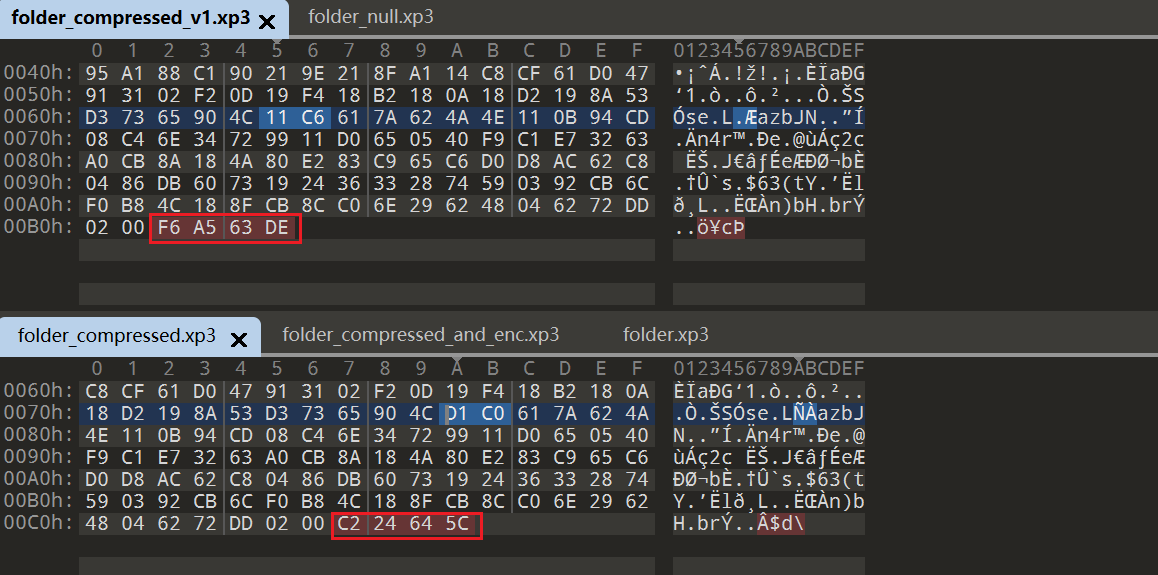 folder_compressed_v1.xp3 × folder_null.xp3
0 1 2 3 4 5 6 7 8 9 A B C D E F 0123456789ABCDEF
0040h: 95 A1 88 C1 90 21 9E 21 8F A1 14 C8 CF 61 D0 47 •¡ˆÁ.!ž!.¡.ÈÏaÐG
0050h: 91 31 02 F2 0D 19 F4 18 B2 18 0A 18 D2 19 8A 53 ‘1.ò..ô.²...Ò.ŠS
0060h: D3 73 65 90 4C 11 C6 61 7A 62 4A 4E 11 0B 94 CD Óse.L.ÆazbJN..”Í
0070h: 08 C4 6E 34 72 99 11 D0 65 05 40 F9 C1 E7 32 63 .Än4r™.Ðe.@ùÁç2c
0080h: A0 CB 8A 18 4A 80 E2 83 C9 65 C6 D0 D8 AC 62 C8  ËŠ.J€âƒÉeÆÐØ¬bÈ
0090h: 04 86 DB 60 73 19 24 36 33 28 74 59 03 92 CB 6C .†Û`s.$63(tY.’Ël
00A0h: F0 B8 4C 18 8F CB 8C C0 6E 29 62 48 04 62 72 DD ð¸L..ËŒÀn)bH.brÝ
00B0h: 02 00 F6 A5 63 DE ..ö¥cÞ
folder_compressed.xp3 × folder_compressed_and_enc.xp3 folder.xp3
0 1 2 3 4 5 6 7 8 9 A B C D E F 0123456789ABCDEF
0060h: C8 CF 61 D0 47 91 31 02 F2 0D 19 F4 18 B2 18 0A ÈÏaÐG‘1.ò..ô.²..
0070h: 18 D2 19 8A 53 D3 73 65 90 4C D1 C0 61 7A 62 4A .Ò.ŠSÓse.LÑÀazbJ
0080h: 4E 11 0B 94 CD 08 C4 6E 34 72 99 11 D0 65 05 40 N..”Í.Än4r™.Ðe.@
0090h: F9 C1 E7 32 63 A0 CB 8A 18 4A 80 E2 83 C9 65 C6 ùÁç2c ËŠ.J€âƒÉeÆ
00A0h: D0 D8 AC 62 C8 04 86 DB 60 73 19 24 36 33 28 74 ÐØ¬bÈ.†Û`s.$63(t
00B0h: 59 03 92 CB 6C F0 B8 4C 18 8F CB 8C C0 6E 29 62 Y.’Ëlð¸L..ËŒÀn)b
00C0h: 48 04 62 72 DD 02 00 C2 24 64 5C H.brÝ..Â$d\